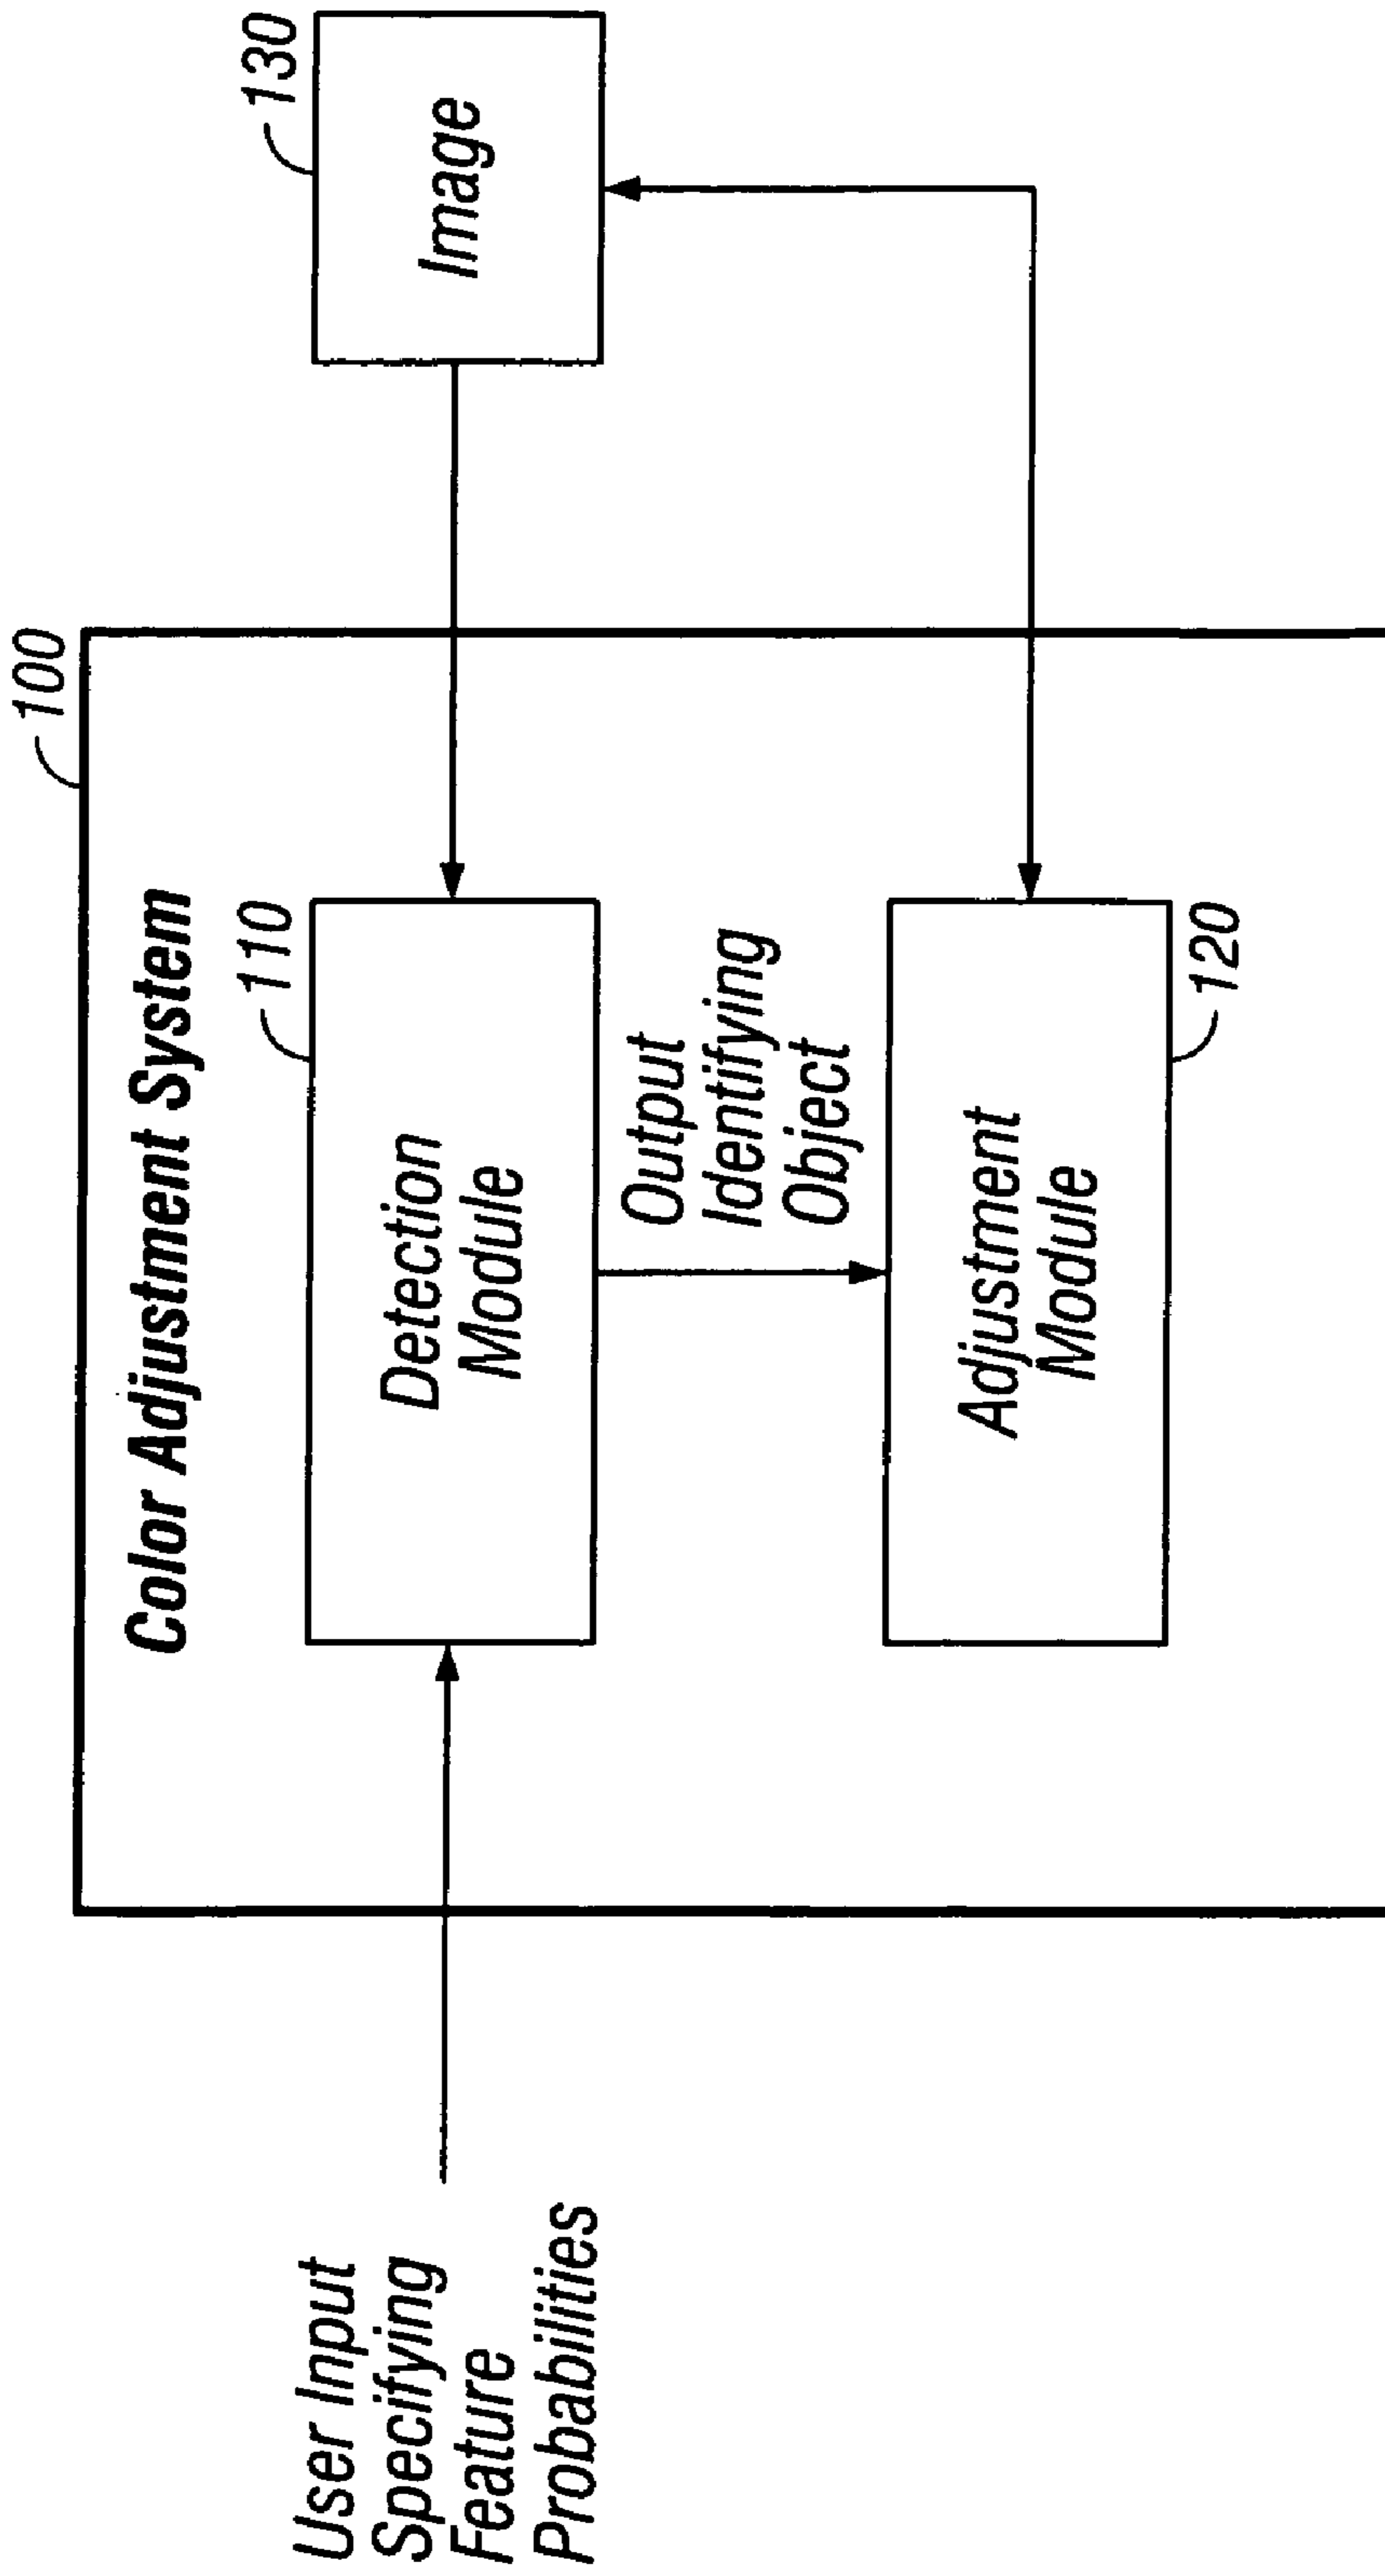 100
Color Adjustment System
User Input
Specifying
Feature
Probabilities
110
Detection
Module
130
Image
Output
Identifying
Object
Adjustment
Module
120